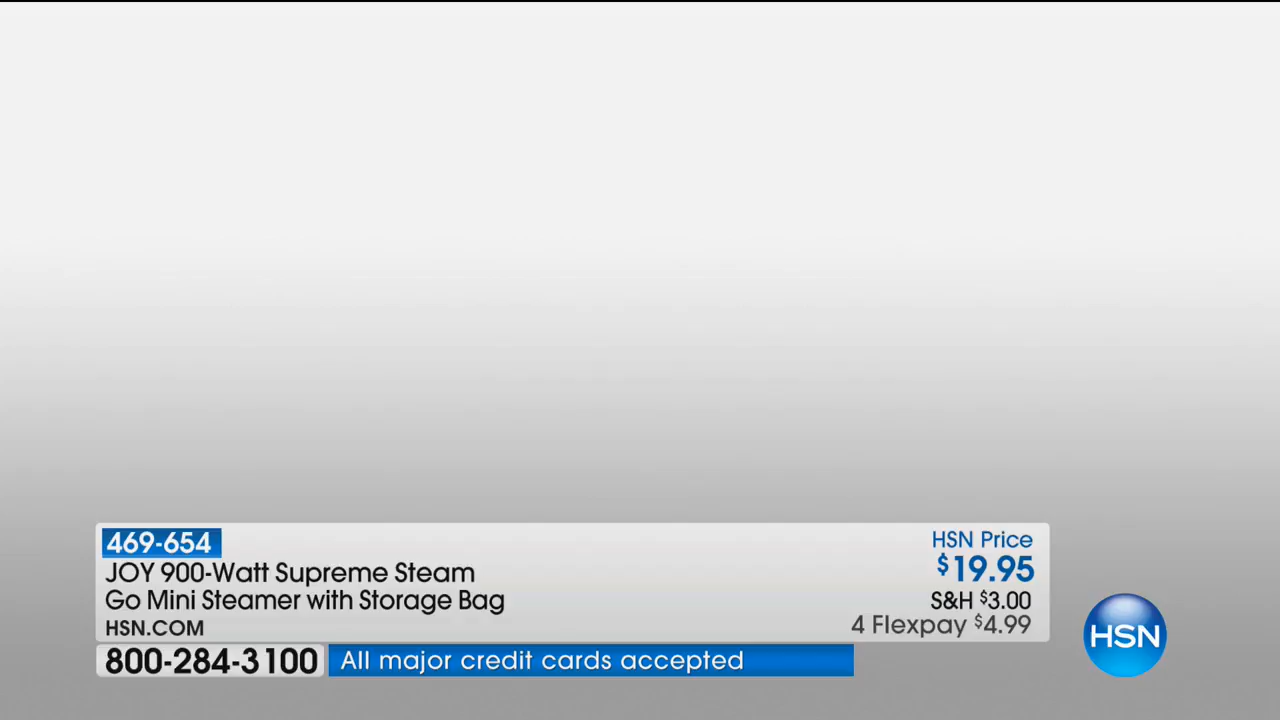 469-654
JOY 900-Watt Supreme Steam
Go Mini Steamer with Storage Bag
HSN.COM
HSN Price
$19.95
S&H $3.00
4 Flexpay $4.99
800-284-3100
All major credit cards accepted
HSN